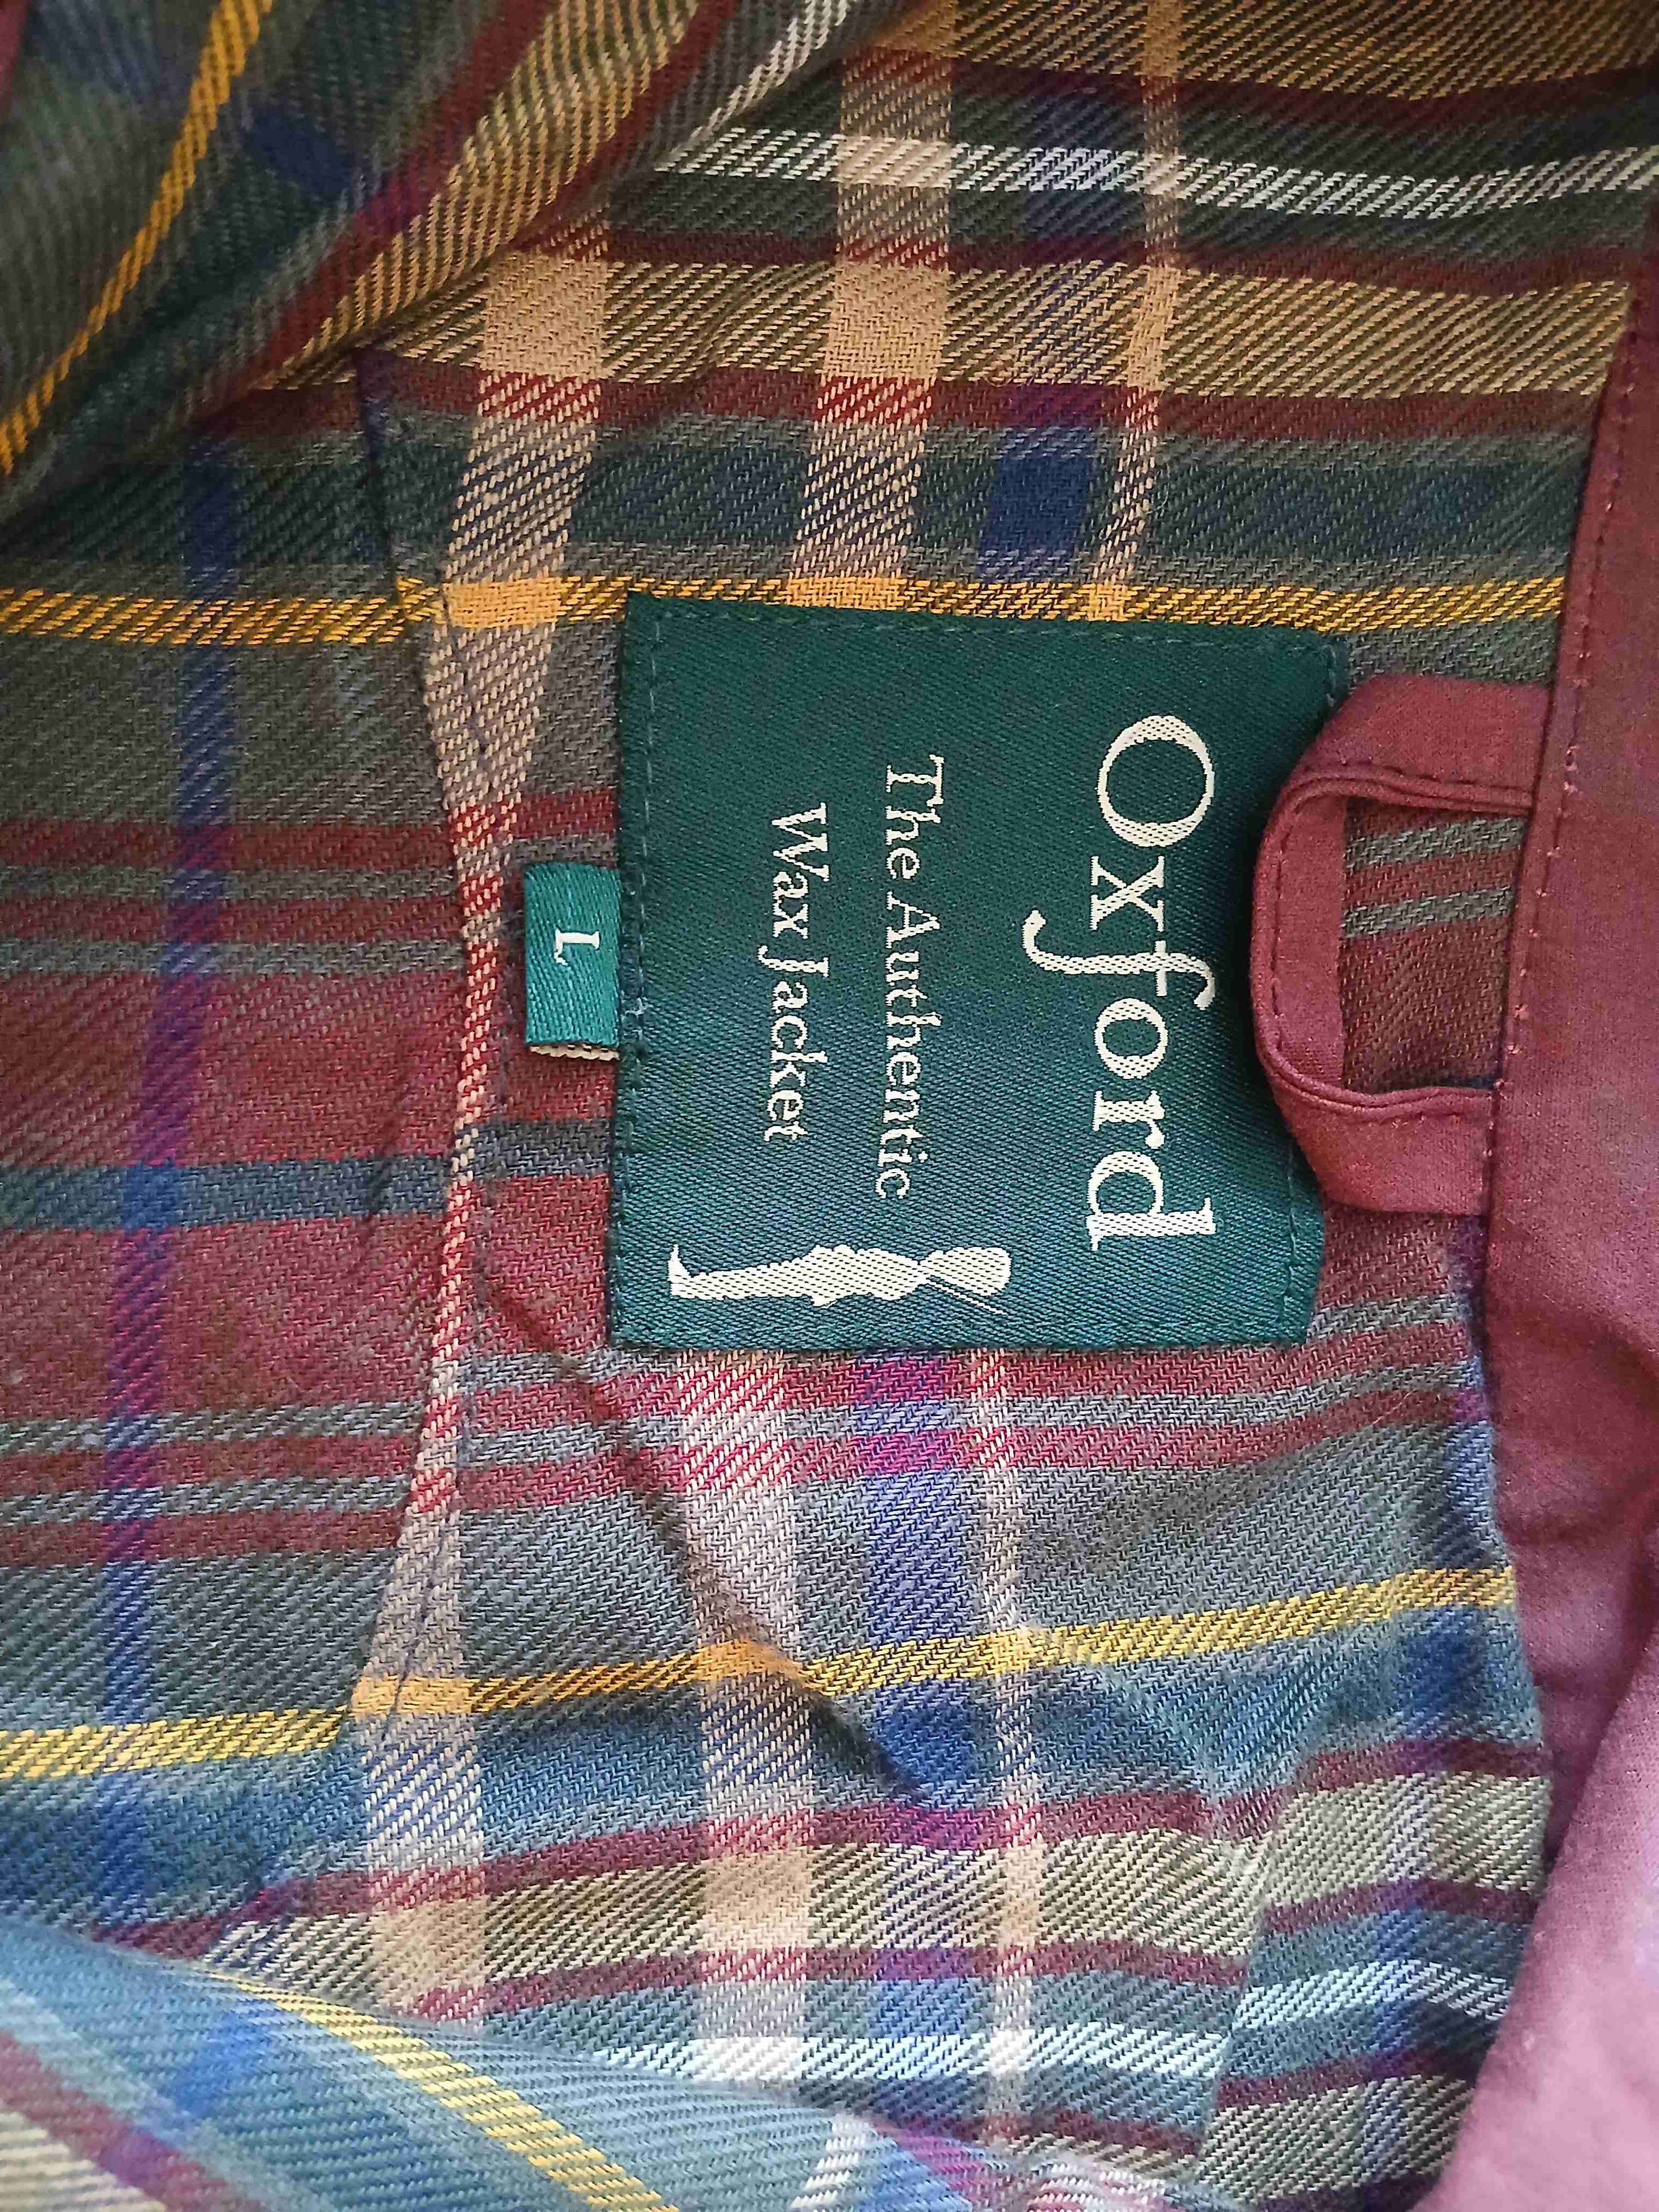 Oxford
The Authentic
Wax Jacket
L